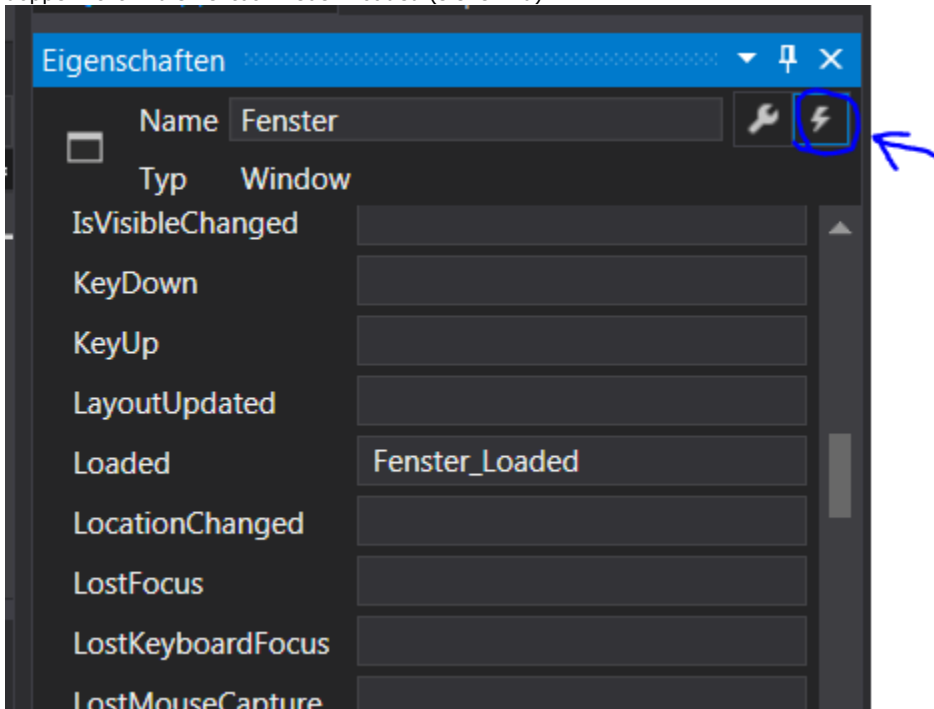 Eigenschaften
Name Fenster
Typ Window
IsVisibleChanged
KeyDown
KeyUp
LayoutUpdated
Loaded Fenster_Loaded
LocationChanged
LostFocus
LostKeyboardFocus
LostMouseCapture